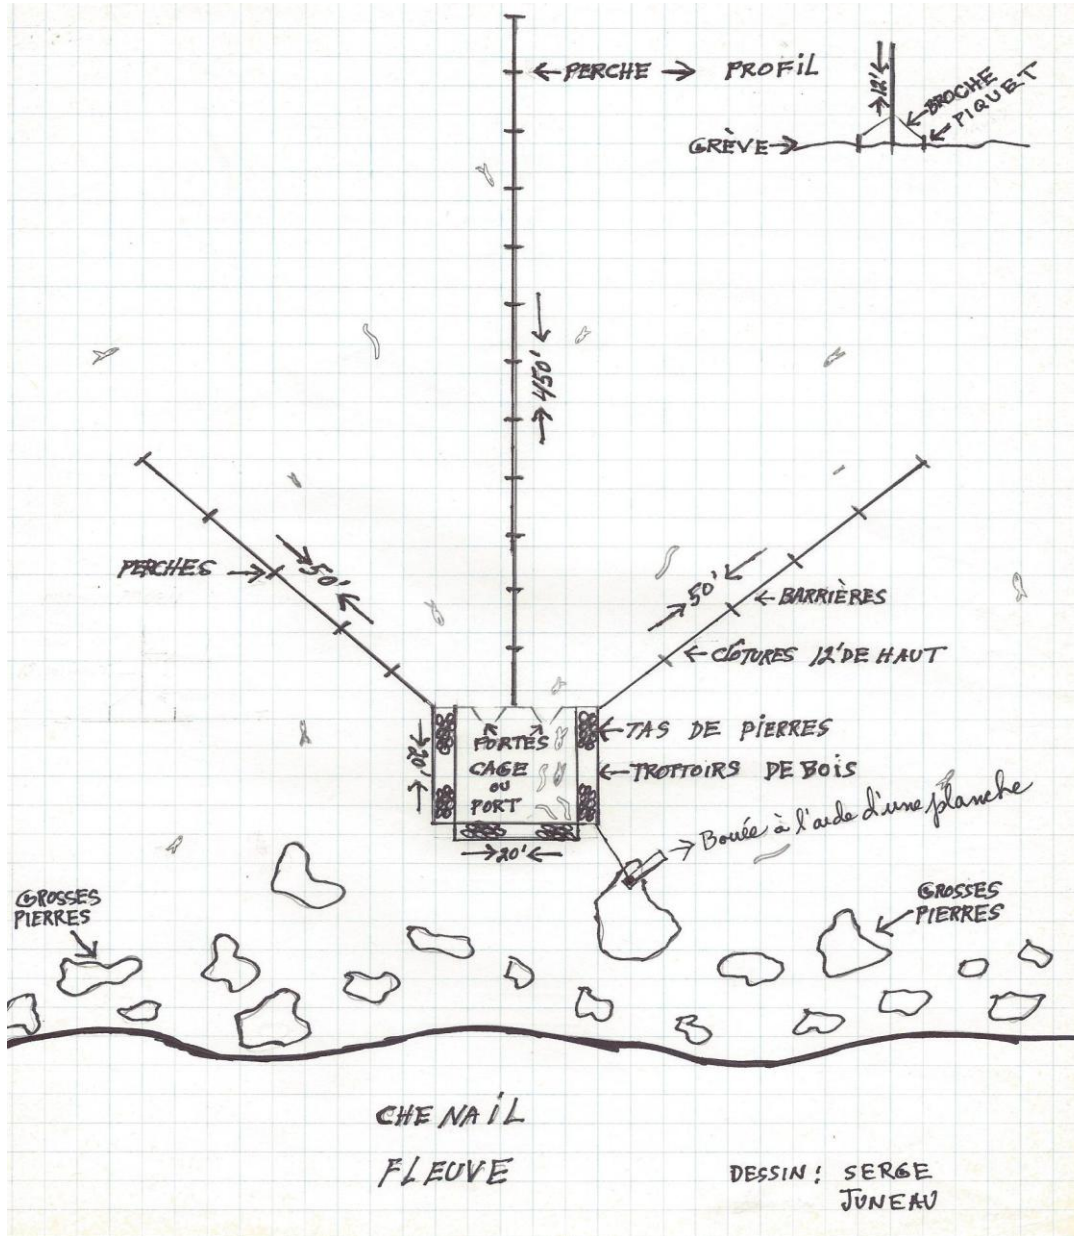 ← PERCHE → PROFIL
12'
BROCHE
PIQUET
GRÈVE →
450'
PERCHES →
50'
50'
← BARRIÈRES
← CLÔTURES 12' DE HAUT
← TAS DE PIERRES
PORTES
20'
CAGE
OU
PORT
← TROTTOIRS DE BOIS
→ Bouée à l'aide d'une planche
→ 20' ←
GROSSES
PIERRES
GROSSES
PIERRES
CHENAIL
FLEUVE
DESSIN : SERGE
JUNEAU